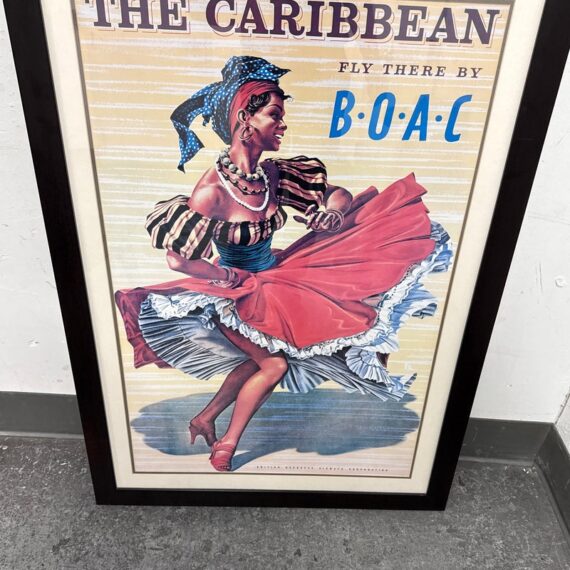 THE CARIBBEAN
FLY THERE BY
B·O·A·C
BRITISH OVERSEAS AIRWAYS CORPORATION